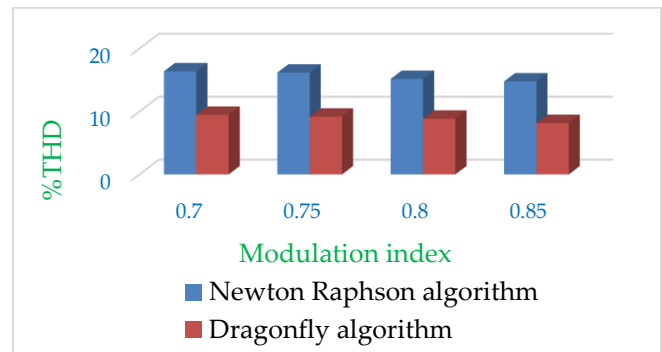 20
10
0
%THD
0.7 0.75 0.8 0.85
Modulation index
Newton Raphson algorithm
Dragonfly algorithm